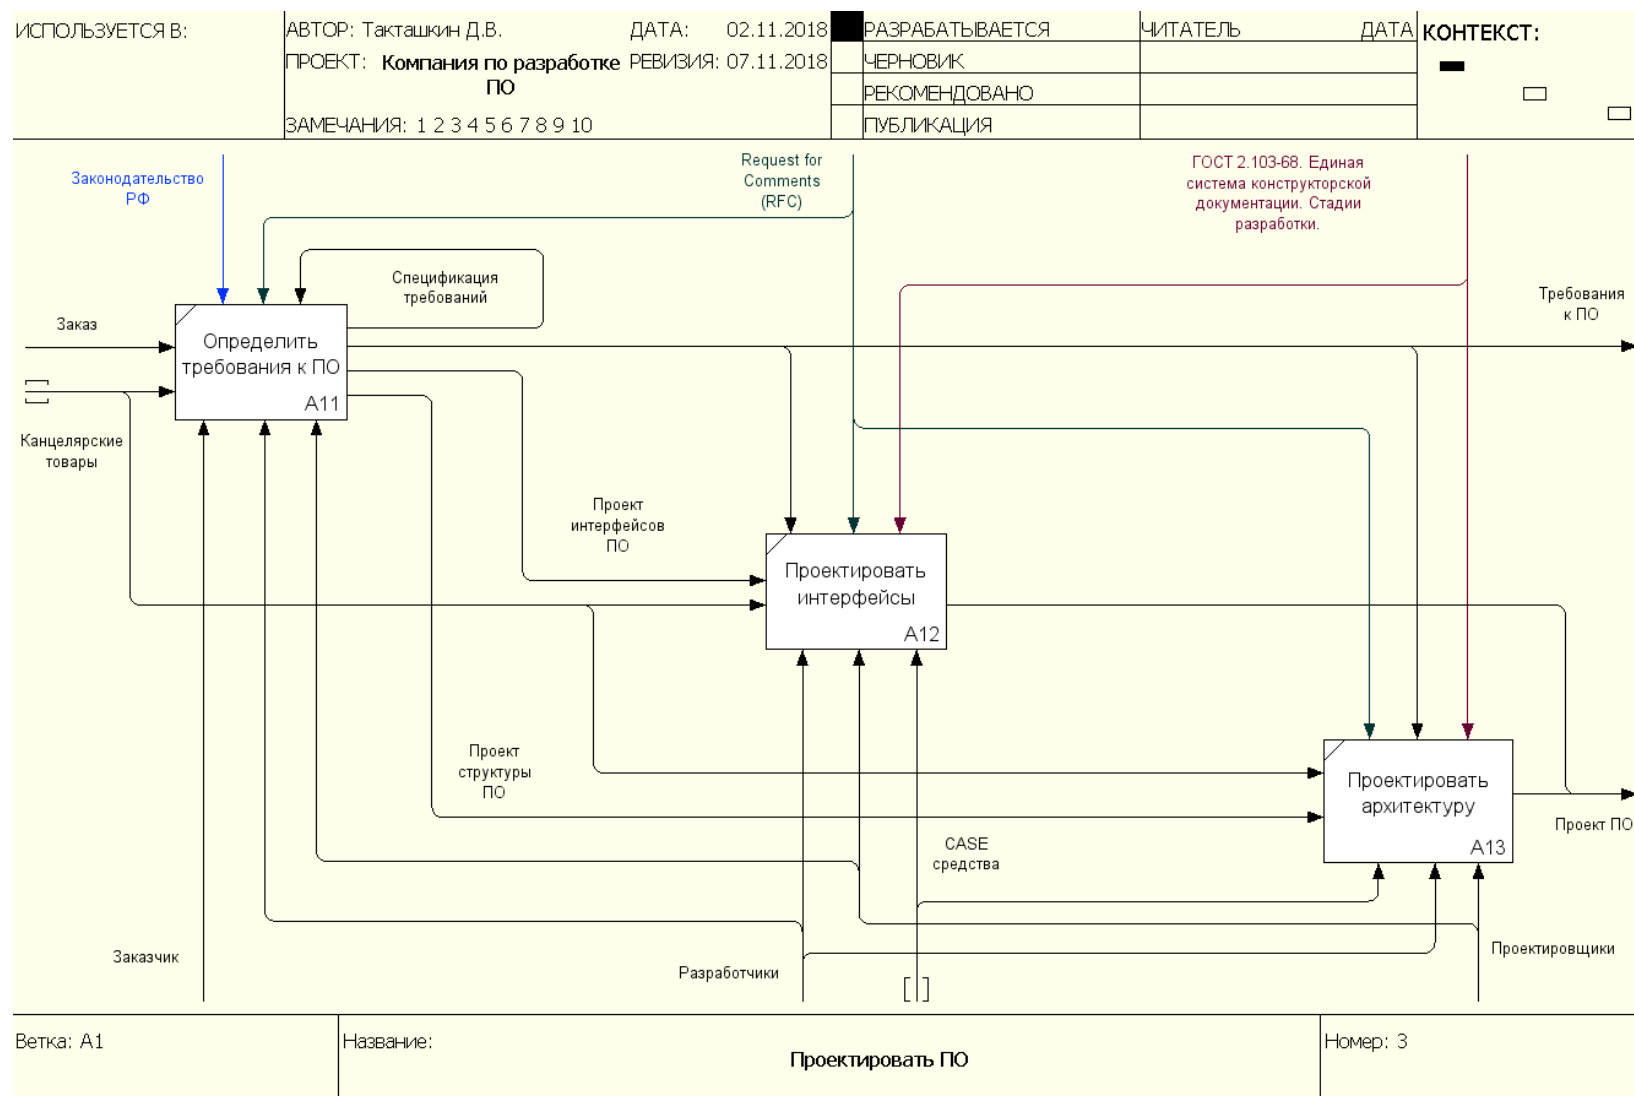 ИСПОЛЬЗУЕТСЯ В:
АВТОР: Такташкин Д.В.
ДАТА: 02.11.2018
ПРОЕКТ: Компания по разработке
ПО
РЕВИЗИЯ: 07.11.2018
ЗАМЕЧАНИЯ: 1 2 3 4 5 6 7 8 9 10
РАЗРАБАТЫВАЕТСЯ
ЧЕРНОВИК
РЕКОМЕНДОВАНО
ПУБЛИКАЦИЯ
ЧИТАТЕЛЬ
ДАТА
КОНТЕКСТ:
Законодательство
РФ
Request for
Comments
(RFC)
ГОСТ 2.103-68. Единая
система конструкторской
документации. Стадии
разработки.
Спецификация
требований
Требования
к ПО
Заказ
Определить
требования к ПО
A11
Канцелярские
товары
Проект
интерфейсов
ПО
Проектировать
интерфейсы
A12
Проект
структуры
ПО
Проектировать
архитектуру
A13
Проект ПО
CASE
средства
Заказчик
Разработчики
Проектировщики
Ветка: A1
Название:
Проектировать ПО
Номер: 3